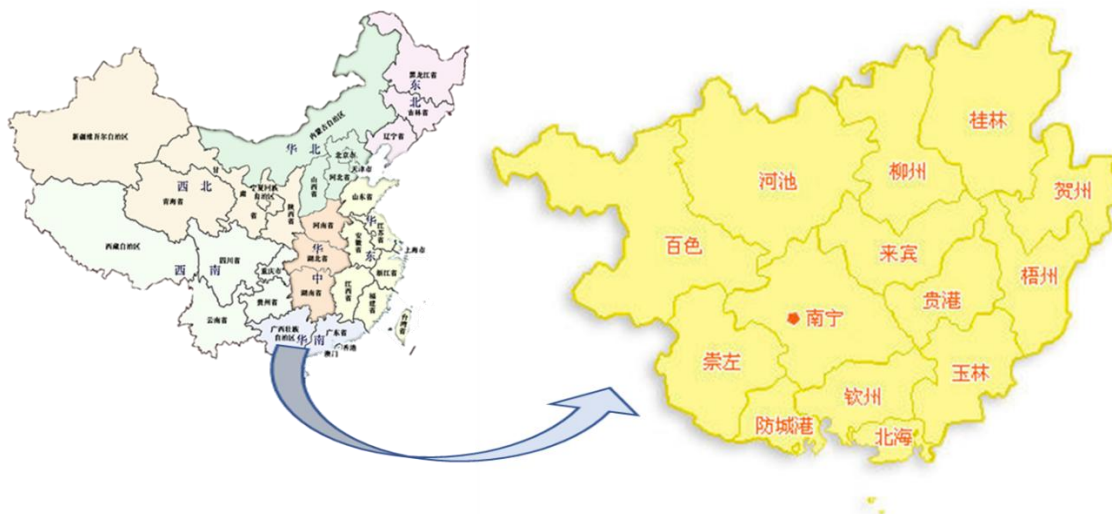 黑龙江省
东
北
吉林省
辽宁省
内蒙古自治区
华
北
北京市
天津市
河北省
山西省
山东省
新疆维吾尔自治区
甘
肃
省
西
北
宁夏回族
自治区
陕西省
青海省
西藏自治区
西
南
四川省
重庆市
贵州省
云南省
河南省
华
中
湖北省
湖南省
华
东
江苏省
安徽省
上海市
浙江省
江西省
福建省
台湾省
广西壮族
自治区
华
南
广东省
香港
澳门
桂林
柳州
河池
贺州
百色
来宾
梧州
贵港
南宁
崇左
玉林
钦州
防城港
北海